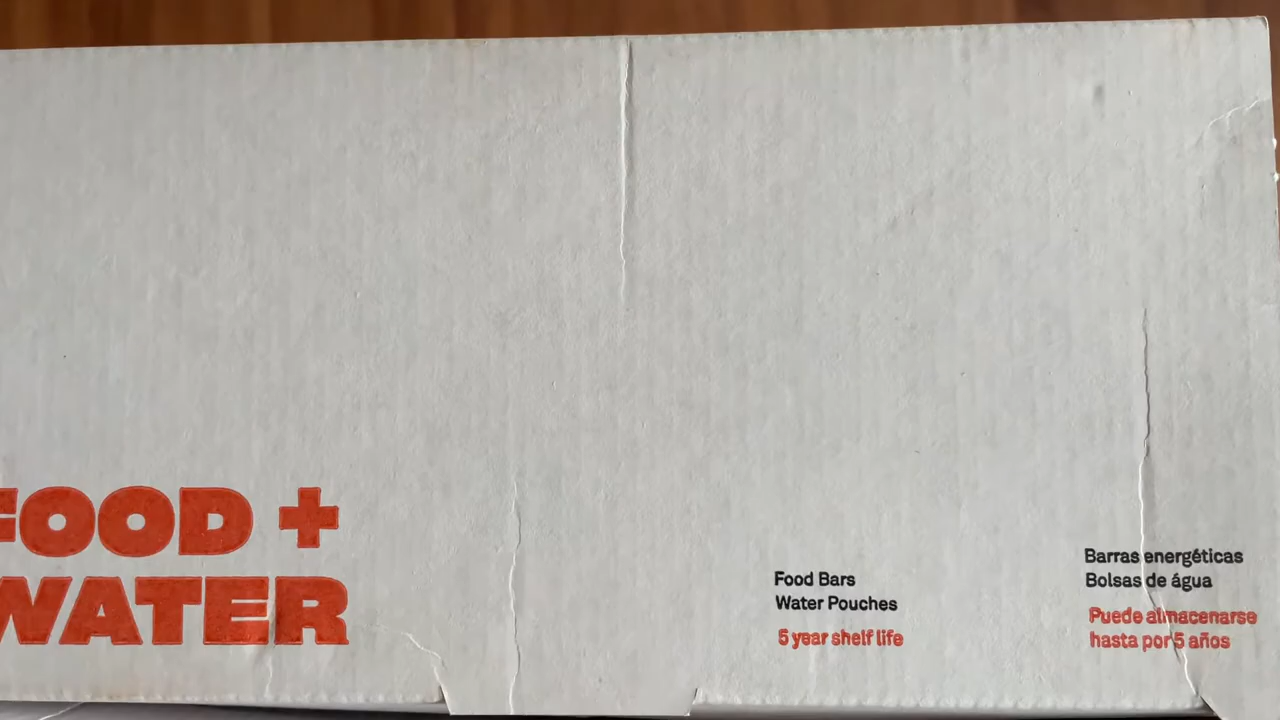 FOOD +
WATER
Food Bars
Water Pouches
5 year shelf life
Barras energéticas
Bolsas de água
Puede almacenarse
hasta por 5 años